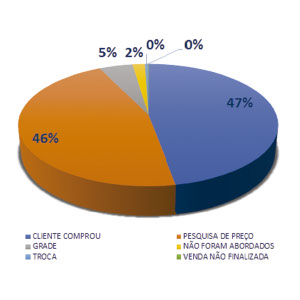 0% 0%
5% 2%
47%
46%
CLIENTE COMPROU PESQUISA DE PREÇO
GRADE NÃO FORAM ABORDADOS
TROCA VENDA NÃO FINALIZADA